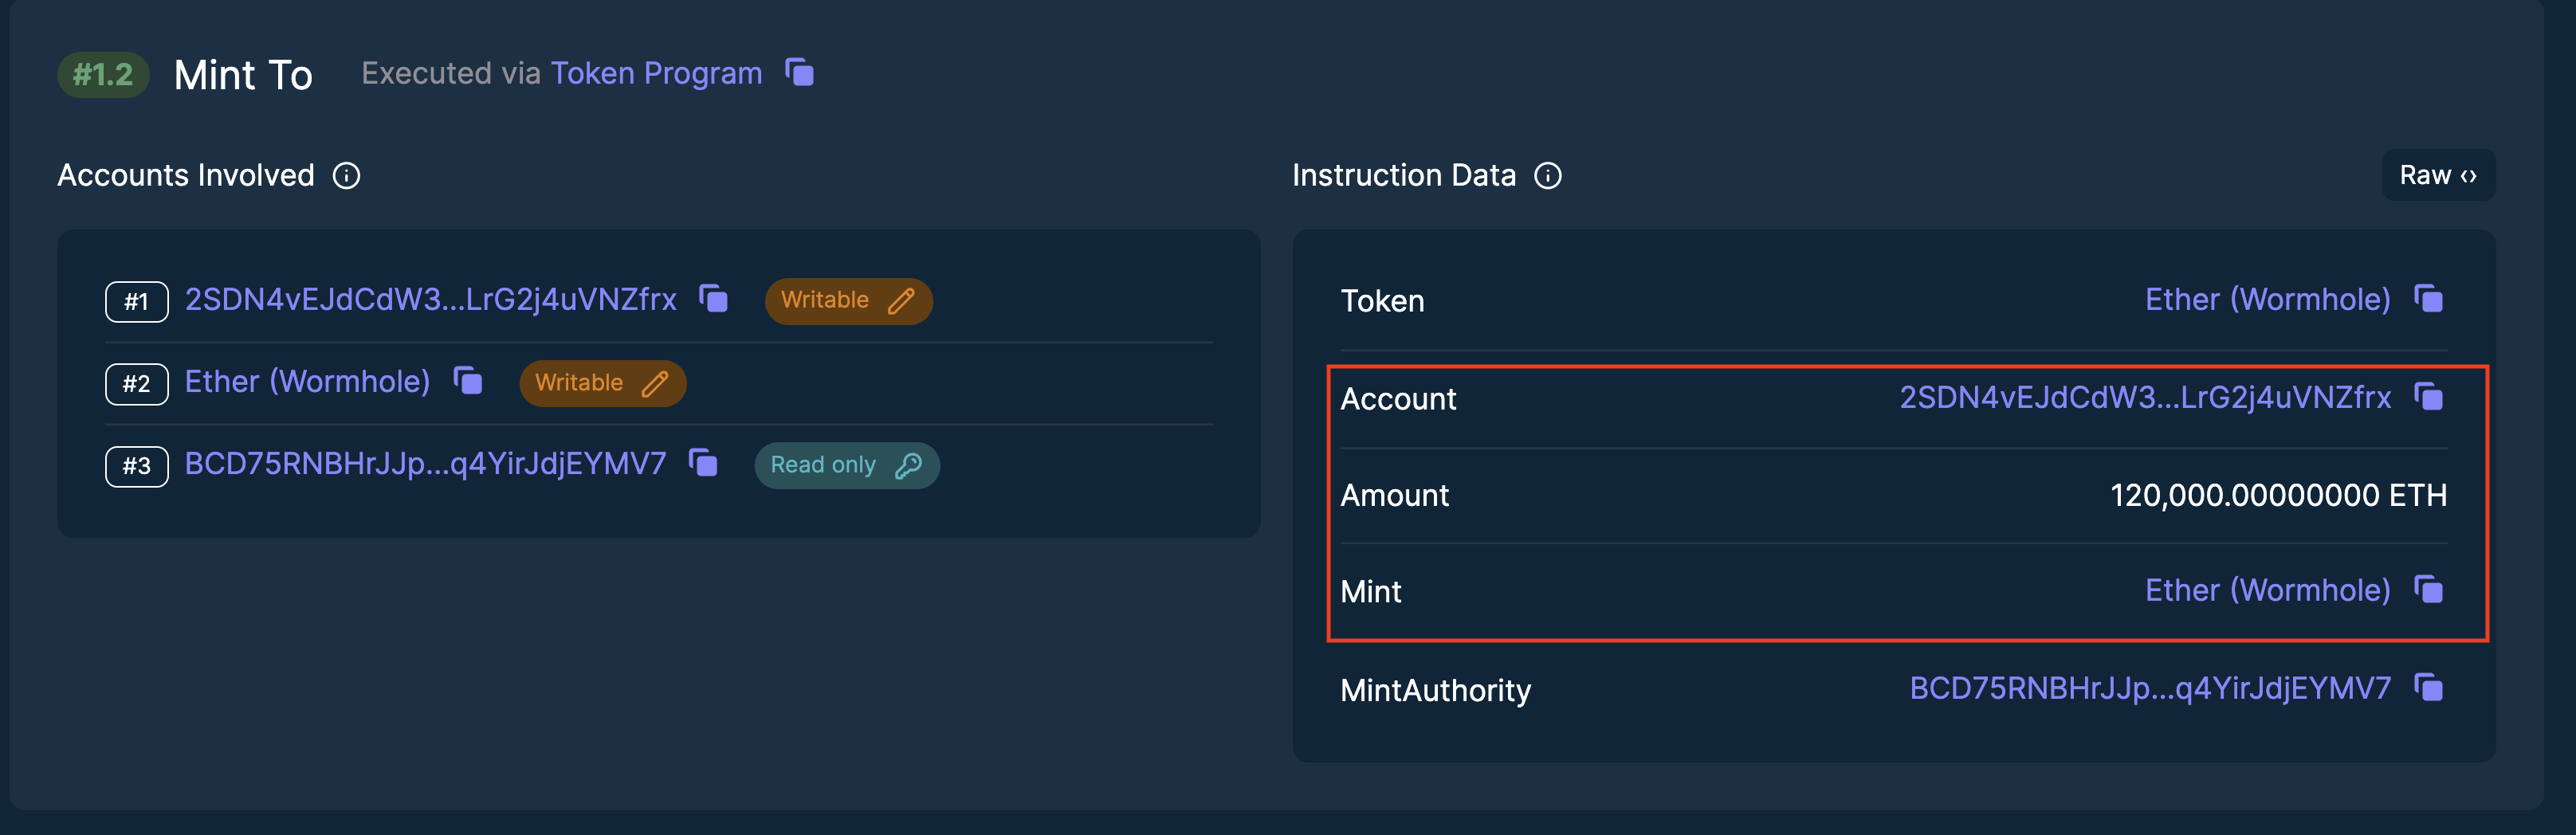 #1.2 Mint To Executed via Token Program
Accounts Involved
#1 2SDN4vEJdCdW3...LrG2j4uVNZfrx Writable
#2 Ether (Wormhole) Writable
#3 BCD75RNBHrJJp...q4YirJdjEYMV7 Read only
Instruction Data Raw <>
Token Ether (Wormhole)
Account 2SDN4vEJdCdW3...LrG2j4uVNZfrx
Amount 120,000.00000000 ETH
Mint Ether (Wormhole)
MintAuthority BCD75RNBHrJJp...q4YirJdjEYMV7